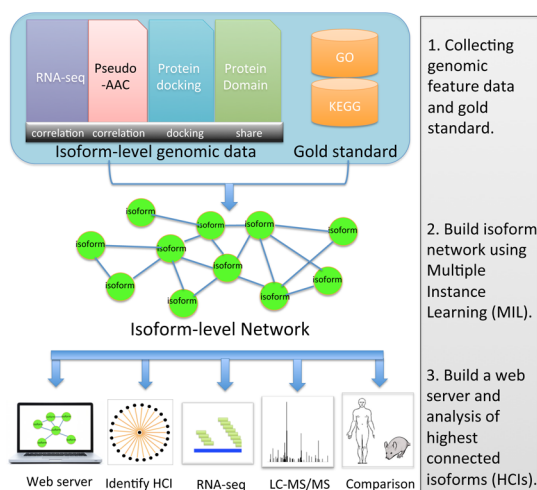 RNA-seq
Pseudo
-AAC
Protein
docking
Protein
Domain
correlation
correlation
docking
share
Isoform-level genomic data
GO
KEGG
Gold standard
1. Collecting
genomic
feature data
and gold
standard.
isoform
isoform
isoform
isoform
isoform
isoform
isoform
isoform
isoform
isoform
isoform
Isoform-level Network
2. Build isoform
network using
Multiple
Instance
Learning (MIL).
3. Build a web
server and
analysis of
highest
connected
isoforms (HCIs).
Web server
Identify HCI
RNA-seq
LC-MS/MS
Comparison